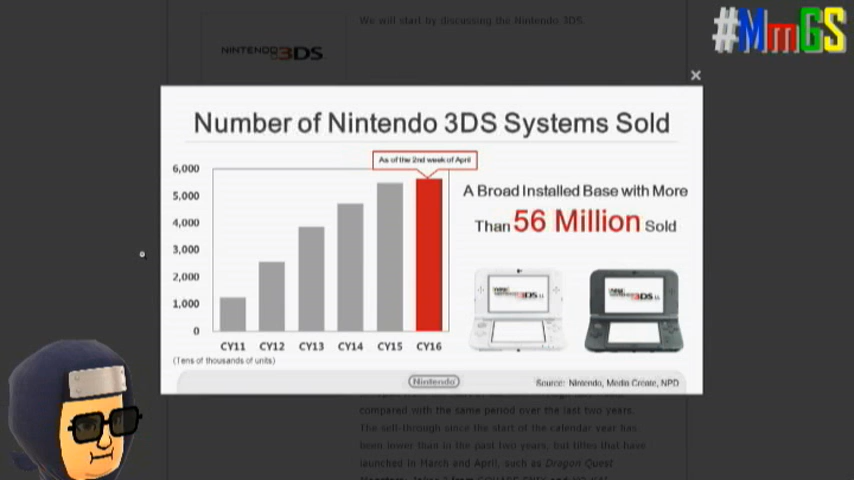 We will start by discussing the Nintendo 3DS.
#MmGS
NINTENDO 3DS
×
Number of Nintendo 3DS Systems Sold
As of the 2nd week of April
6,000
5,000
4,000
3,000
2,000
1,000
0
CY11 CY12 CY13 CY14 CY15 CY16
(Tens of thousands of units)
A Broad Installed Base with More
Than 56 Million Sold
Nintendo
Source: Nintendo, Media Create, NPD
compared with the same period over the last two years.
The sell-through since the start of the calendar year has
been lower than in the past two years, but titles that have
launched in March and April, such as Dragon Quest